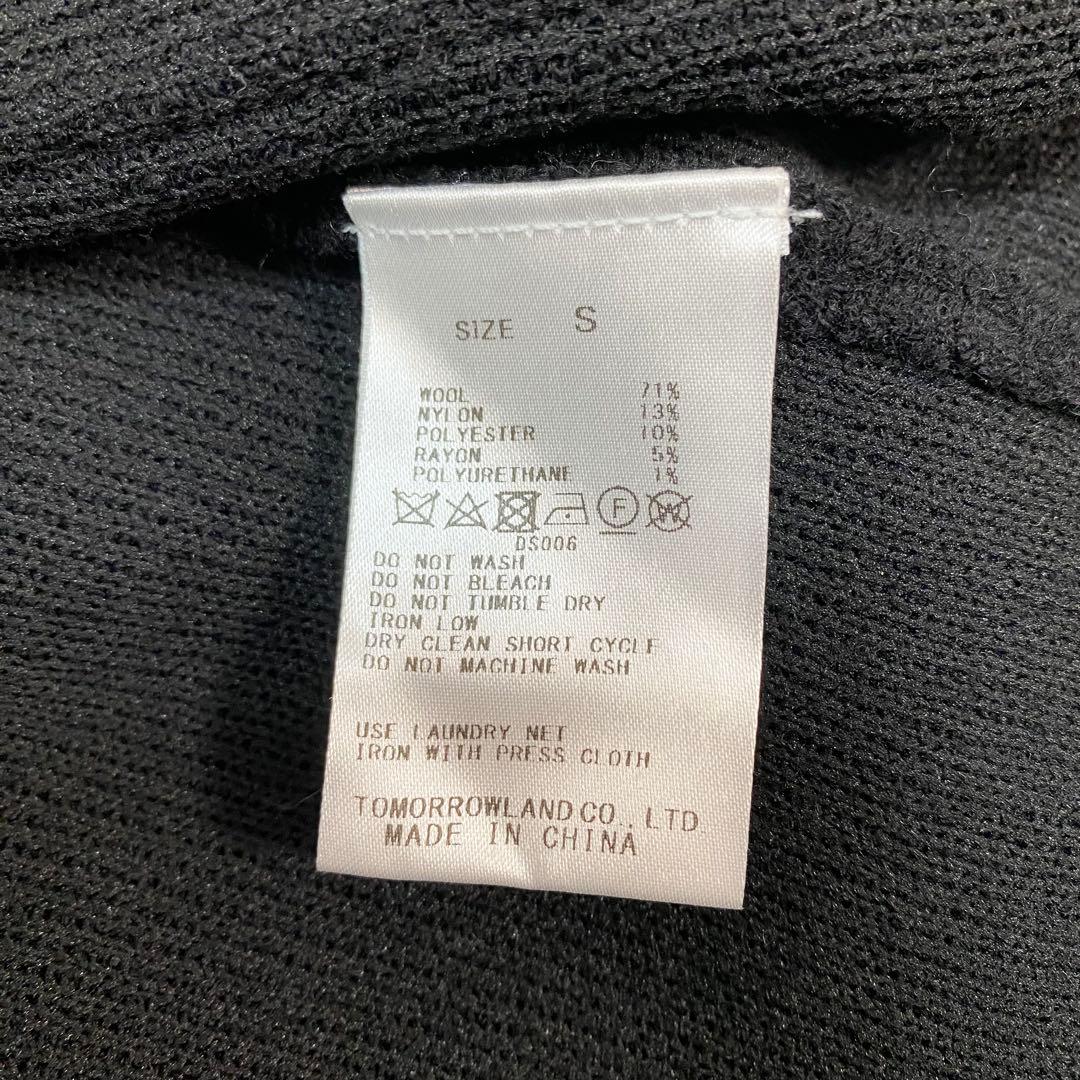 SIZE S
WOOL 71%
NYLON 13%
POLYESTER 10%
RAYON 5%
POLYURETHANE 1%
F W
DS006
DO NOT WASH
DO NOT BLEACH
DO NOT TUMBLE DRY
IRON LOW
DRY CLEAN SHORT CYCLE
DO NOT MACHINE WASH
USE LAUNDRY NET
IRON WITH PRESS CLOTH
TOMORROWLAND CO., LTD.
MADE IN CHINA